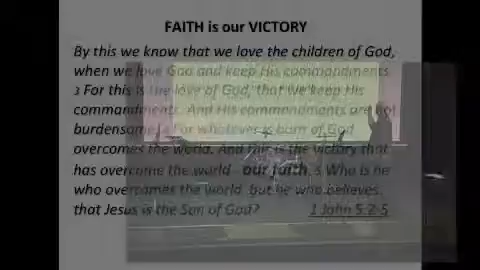 FAITH is our VICTORY
By this we know that we love the children of God,
when we love God and keep His commandments
3 For this is the love of God, that we keep His
commandments. And His commandments are not
burdensome. 4 For whatever is born of God
overcomes the world. And this is the victory that
has overcome the world our faith. 5 Who is he
who overcomes the world, but he who believes
that Jesus is the Son of God? 1 John 5:2-5